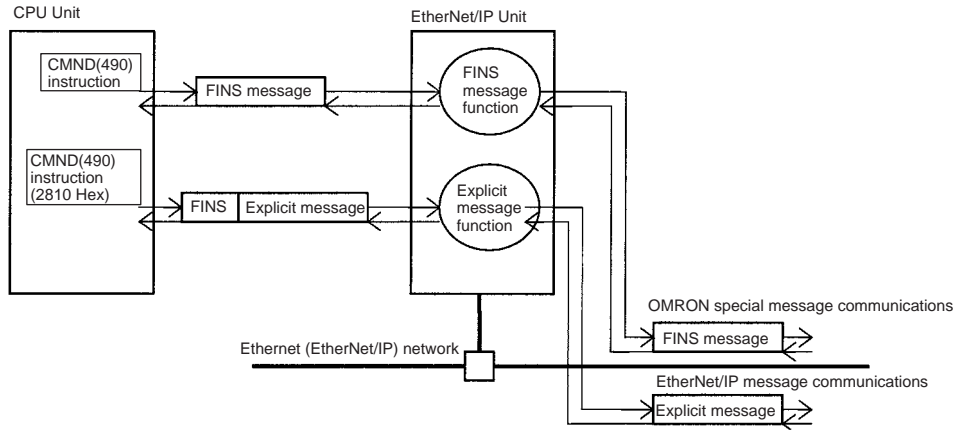 CPU Unit
EtherNet/IP Unit
CMND(490)
instruction
FINS message
FINS
message
function
CMND(490)
instruction
(2810 Hex)
FINS
Explicit message
Explicit
message
function
OMRON special message communications
FINS message
Ethernet (EtherNet/IP) network
EtherNet/IP message communications
Explicit message